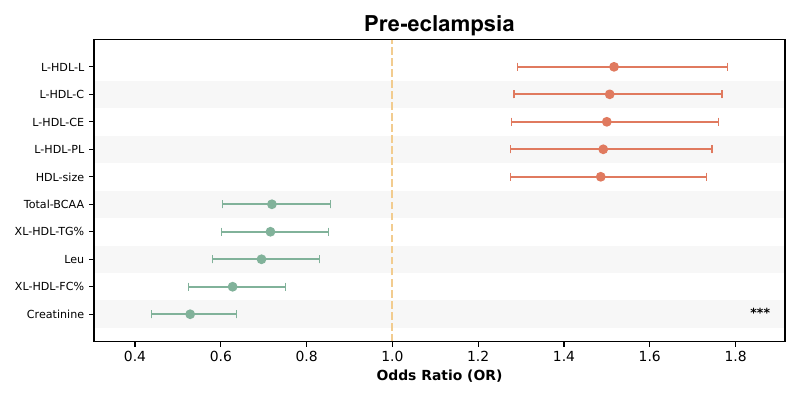 Pre-eclampsia
L-HDL-L
L-HDL-C
L-HDL-CE
L-HDL-PL
HDL-size
Total-BCAA
XL-HDL-TG%
Leu
XL-HDL-FC%
Creatinine
***
0.4 0.6 0.8 1.0 1.2 1.4 1.6 1.8
Odds Ratio (OR)